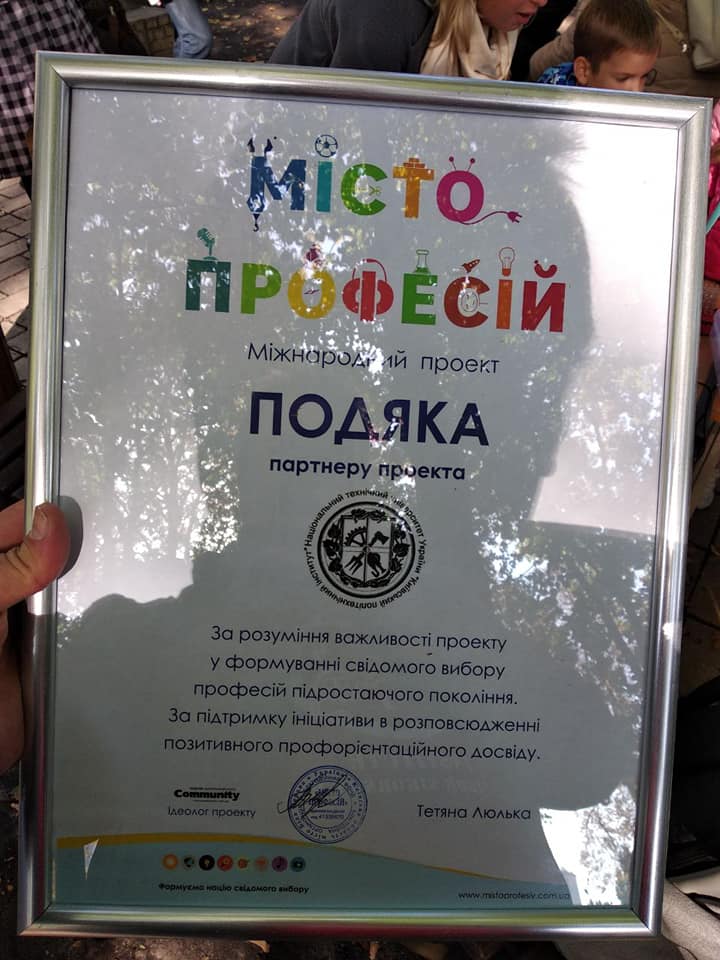 МІСТО
ПРОФЕСІЙ
Міжнародний проект
ПОДЯКА
партнеру проекта
Національний технічний університет України "Київський політехнічний інститут"
За розуміння важливості проекту
у формуванні свідомого вибору
професій підростаючого покоління.
За підтримку ініціативи в розповсюдженні
позитивного профорієнтаційного досвіду.
Community
Ідеолог проекту
Тетяна Люлька
Формуємо націю свідомого вибору
www.mistoprofesiy.com.ua